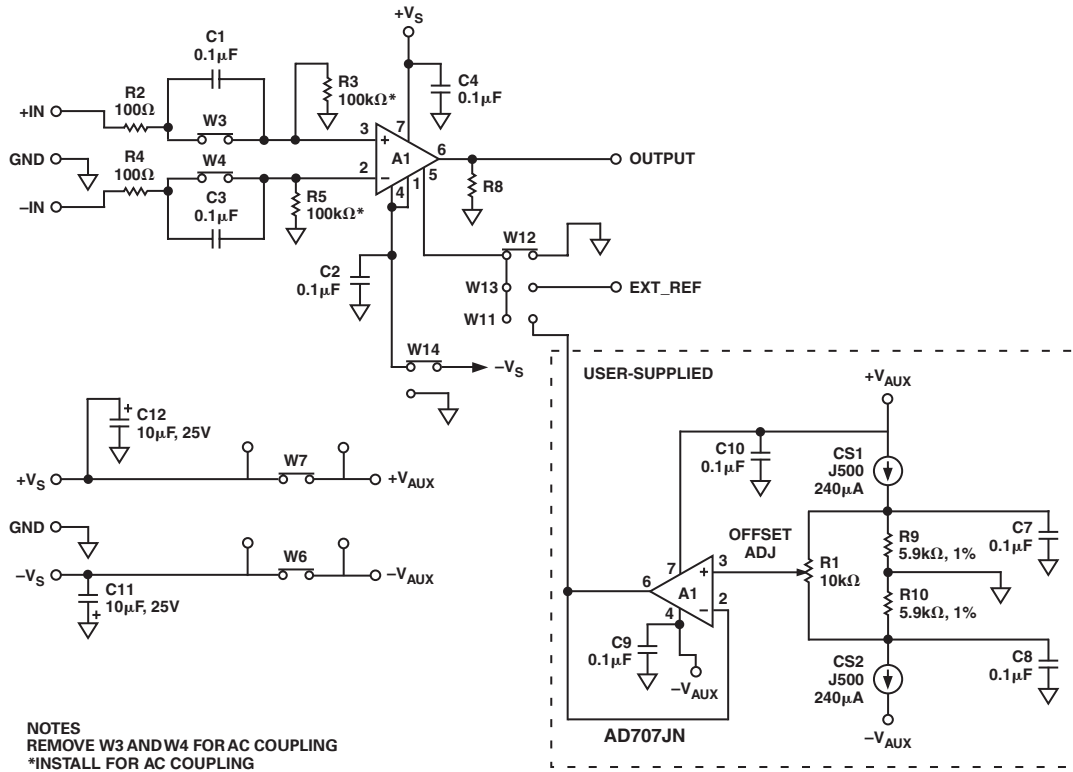 +VS
C1
0.1µF
R2
100Ω
+IN
W3
R3
100kΩ*
C4
0.1µF
7
3
+
A1
6
OUTPUT
GND
R4
100Ω
W4
2
–
4
1
5
R8
–IN
C3
0.1µF
R5
100kΩ*
C2
0.1µF
W12
W13
EXT_REF
W11
W14
–VS
USER-SUPPLIED
+VAUX
C12
+
10µF, 25V
W7
+VS
+VAUX
GND
W6
–VS
–VAUX
C11
10µF, 25V
+
C10
0.1µF
CS1
J500
240µA
OFFSET
ADJ
R1
10kΩ
R9
5.9kΩ, 1%
C7
0.1µF
7
3
+
6
A1
2
–
4
R10
5.9kΩ, 1%
C9
0.1µF
–VAUX
CS2
J500
240µA
C8
0.1µF
–VAUX
AD707JN
NOTES
REMOVE W3 AND W4 FOR AC COUPLING
*INSTALL FOR AC COUPLING